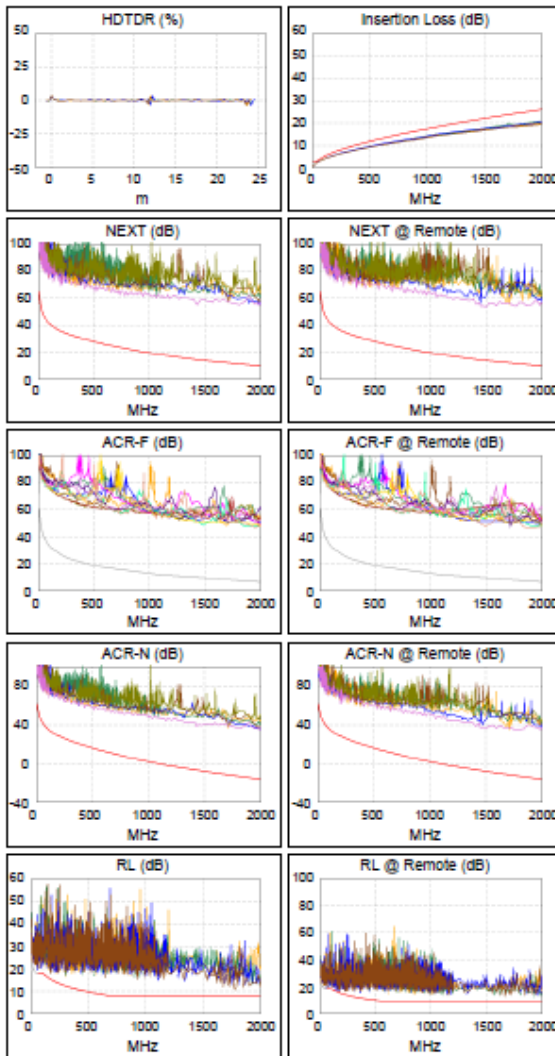 HDTDR (%)
50
25
0
-25
-50
0 5 10 15 20 25
m
Insertion Loss (dB)
60
50
40
30
20
10
0
0 500 1000 1500 2000
MHz
NEXT (dB)
100
80
60
40
20
0
0 500 1000 1500 2000
MHz
NEXT @ Remote (dB)
100
80
60
40
20
0
0 500 1000 1500 2000
MHz
ACR-F (dB)
100
80
60
40
20
0
0 500 1000 1500 2000
MHz
ACR-F @ Remote (dB)
100
80
60
40
20
0
0 500 1000 1500 2000
MHz
ACR-N (dB)
80
40
0
-40
0 500 1000 1500 2000
MHz
ACR-N @ Remote (dB)
80
40
0
-40
0 500 1000 1500 2000
MHz
RL (dB)
60
50
40
30
20
10
0
0 500 1000 1500 2000
MHz
RL @ Remote (dB)
100
80
60
40
20
0
0 500 1000 1500 2000
MHz